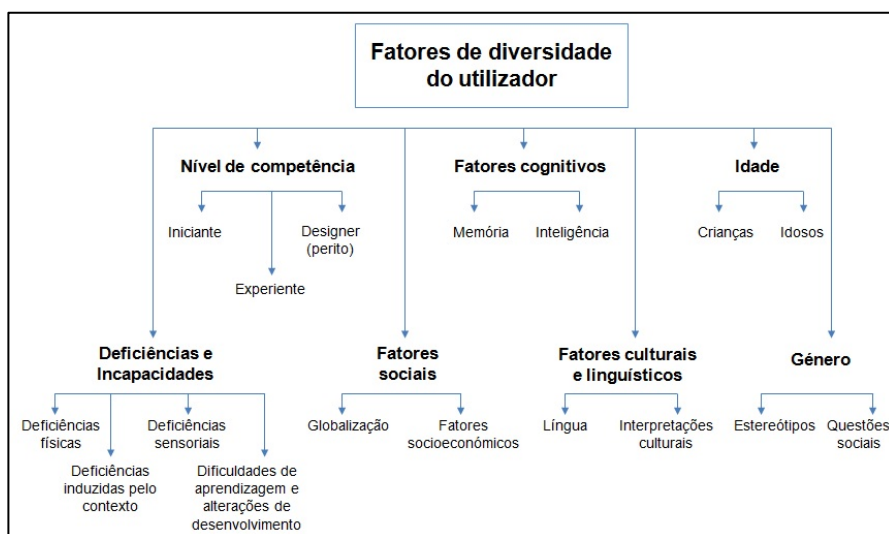 Fatores de diversidade
do utilizador
Nível de competência
Fatores cognitivos
Idade
Iniciante
Designer
(perito)
Experiente
Memória
Inteligência
Crianças
Idosos
Deficiências e
Incapacidades
Fatores
sociais
Fatores culturais
e linguísticos
Género
Deficiências
físicas
Deficiências
sensoriais
Deficiências
induzidas pelo
contexto
Dificuldades de
aprendizagem e
alterações de
desenvolvimento
Globalização
Fatores
socioeconómicos
Língua
Interpretações
culturais
Estereótipos
Questões
sociais